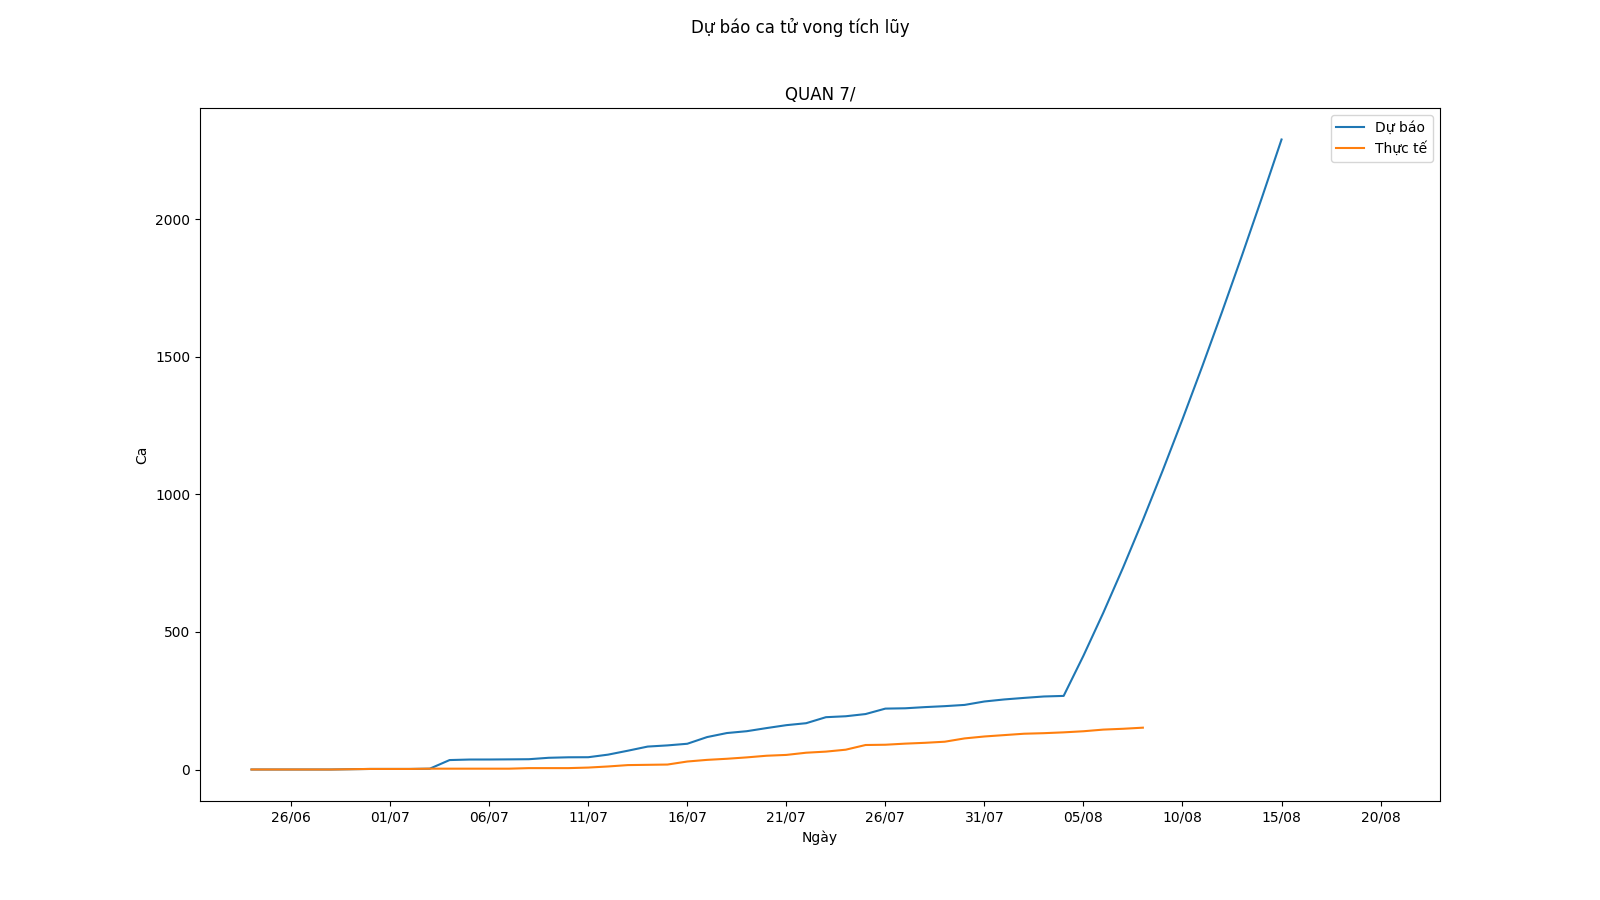 Dự báo ca tử vong tích lũy
QUAN 7/
Dự báo
Thực tế
2000
1500
1000
500
0
Ca
26/06 01/07 06/07 11/07 16/07 21/07 26/07 31/07 05/08 10/08 15/08 20/08
Ngày